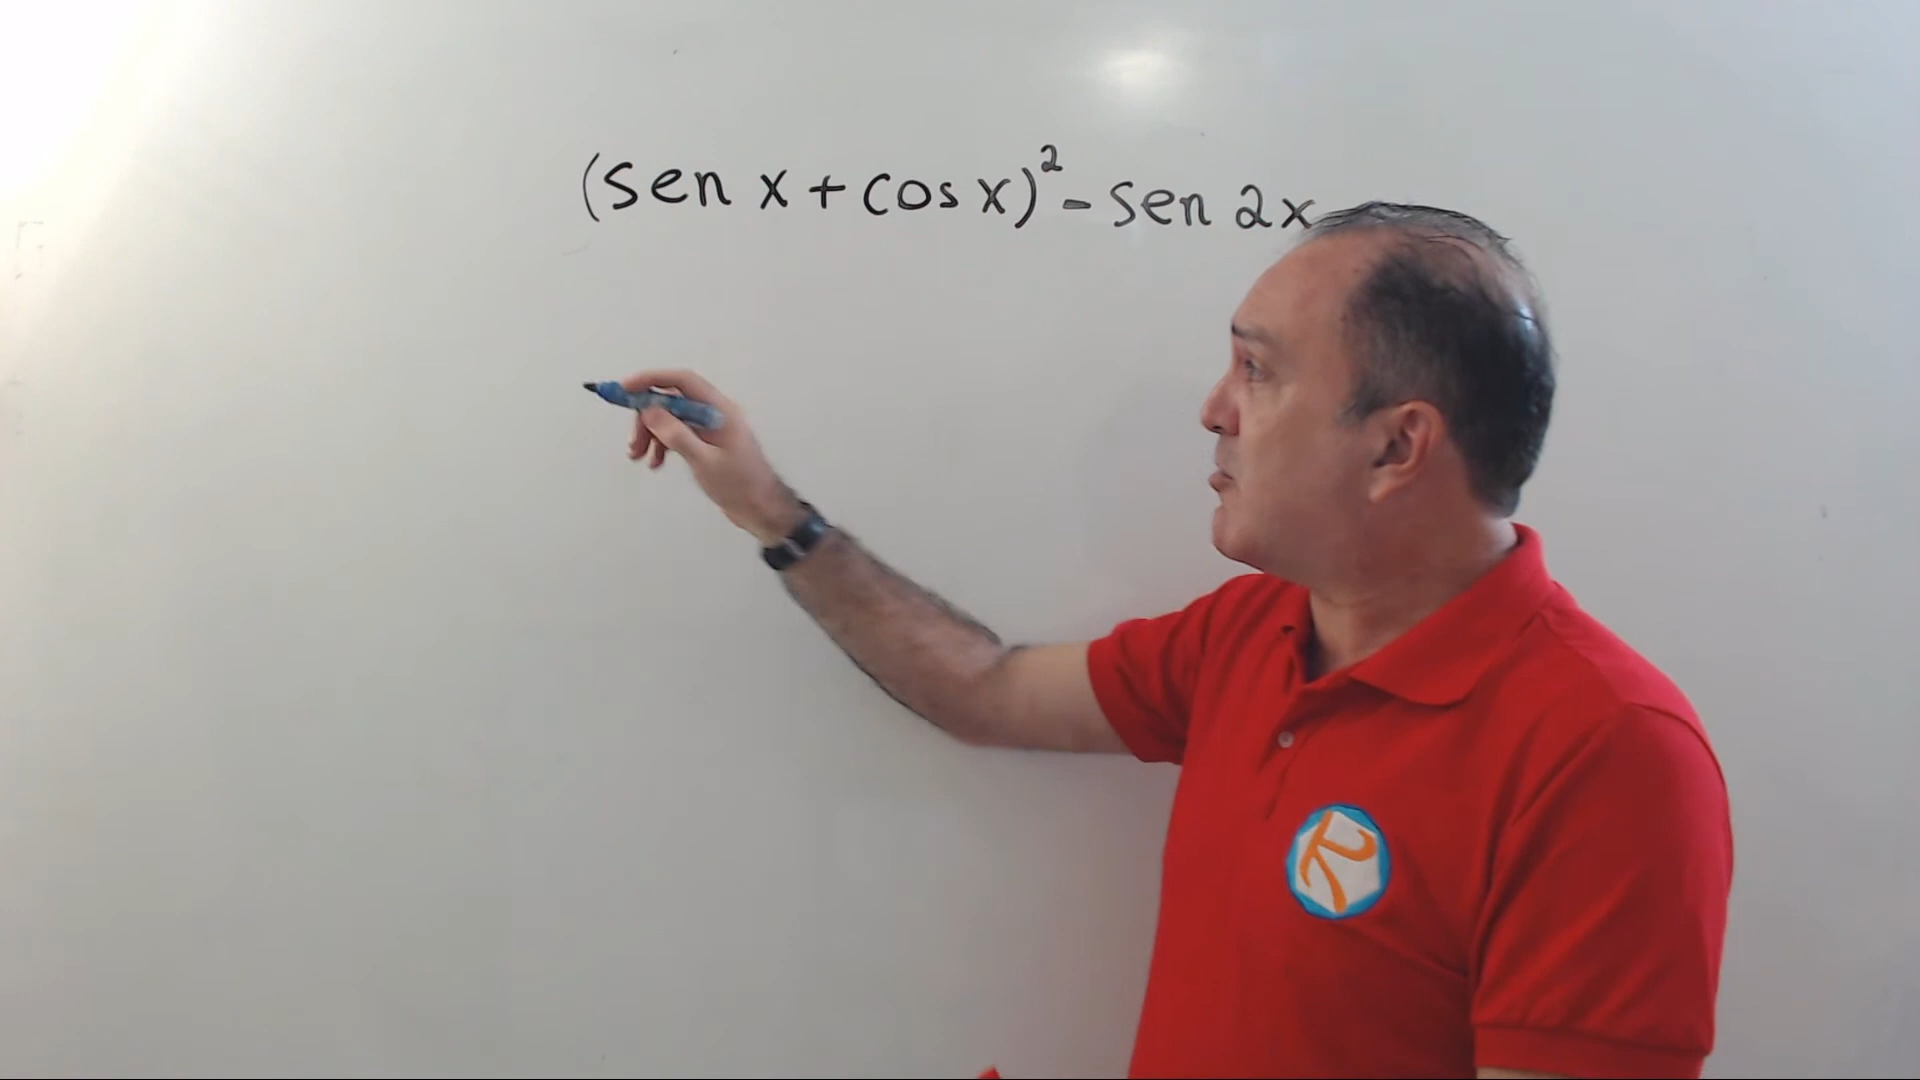 (sen x + cos x)² - sen 2x